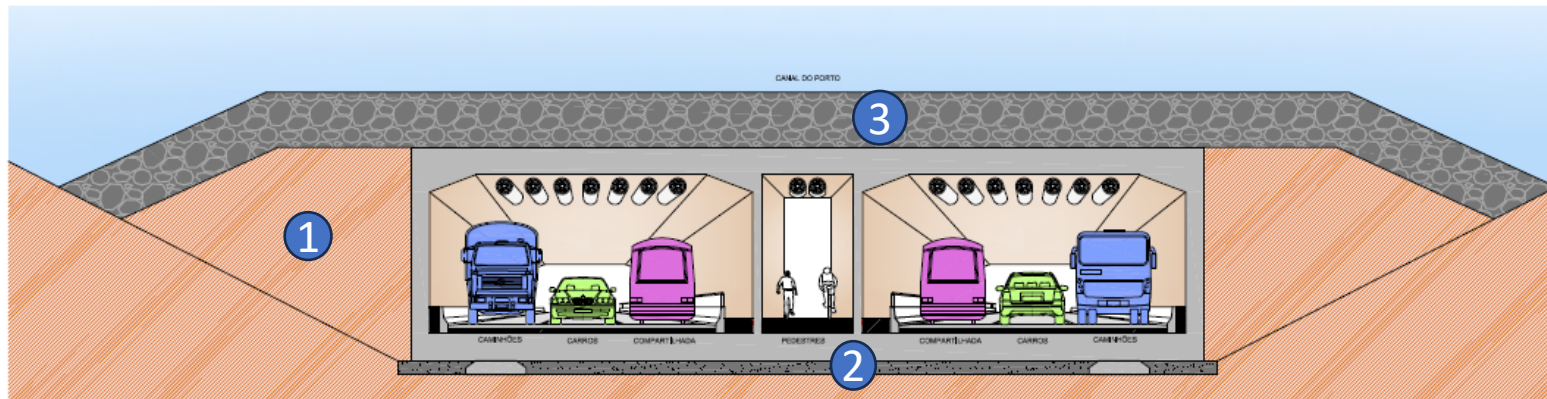 CANAL DO PORTO
3
1
CAMINHÕES CARROS COMPARTILHADA PEDESTRES COMPARTILHADA CARROS CAMINHÕES
2